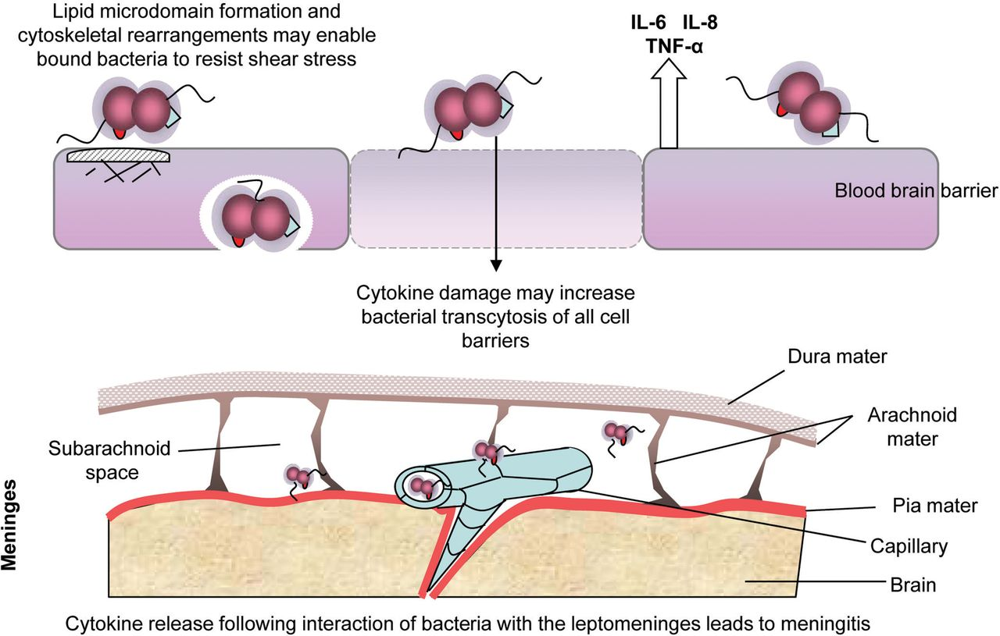 Lipid microdomain formation and
cytoskeletal rearrangements may enable
bound bacteria to resist shear stress
IL-6 IL-8
TNF-α
Blood brain barrier
Cytokine damage may increase
bacterial transcytosis of all cell
barriers
Dura mater
Arachnoid
mater
Subarachnoid
space
Pia mater
Capillary
Brain
Meninges
Cytokine release following interaction of bacteria with the leptomeninges leads to meningitis